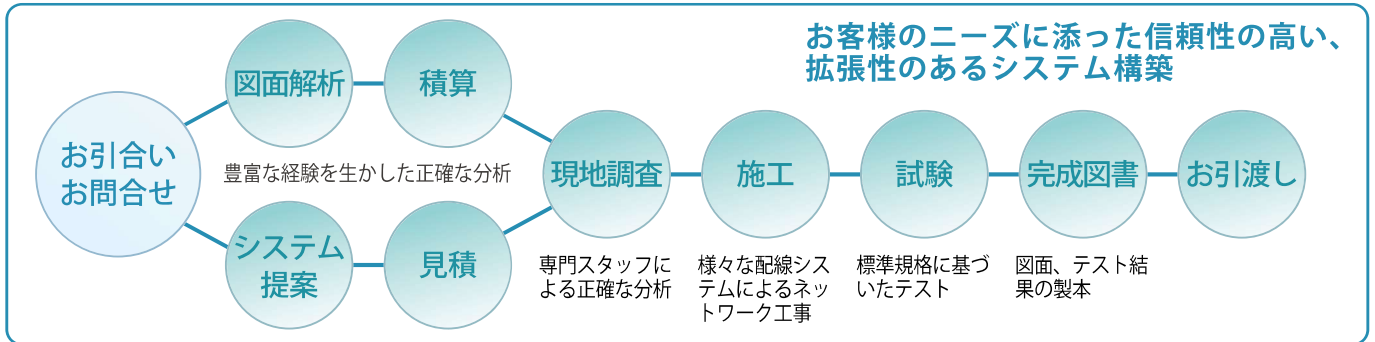 お客様のニーズに添った信頼性の高い、
拡張性のあるシステム構築
お引合い
お問合せ
図面解析
積算
豊富な経験を生かした正確な分析
システム
提案
見積
現地調査
専門スタッフに
よる正確な分析
施工
様々な配線シス
テムによるネッ
トワーク工事
試験
標準規格に基づ
いたテスト
完成図書
図面、テスト結
果の製本
お引渡し